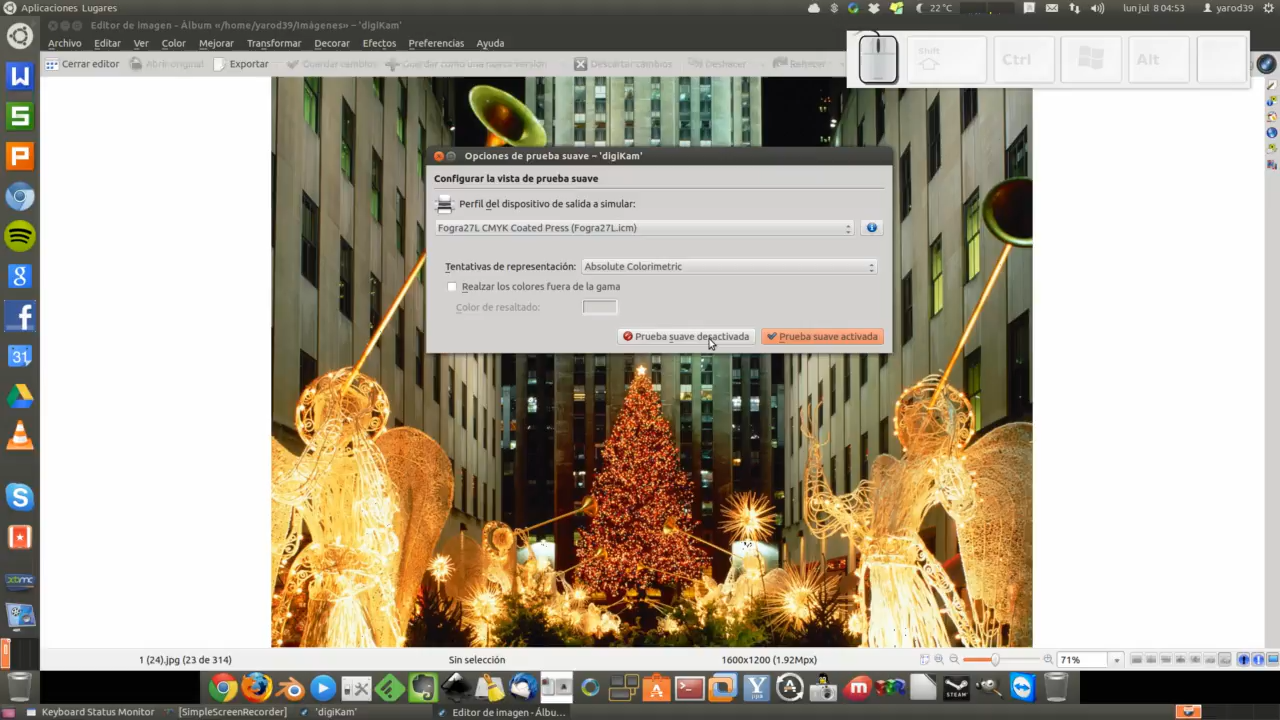 Aplicaciones Lugares
22 °C
lun jul 8 04:53
yarod39
Editor de imagen - Álbum «/home/yarod39/Imágenes» – 'digiKam'
Archivo Editar Ver Color Mejorar Transformar Decorar Efectos Preferencias Ayuda
Cerrar editor
Abrir original
Exportar
Guardar cambios
Guardar como una nueva versión
Descartar cambios
Deshacer
Rehacer
Shift
Ctrl
Alt
Opciones de prueba suave – 'digiKam'
Configurar la vista de prueba suave
Perfil del dispositivo de salida a simular:
Fogra27L CMYK Coated Press (Fogra27L.icm)
Tentativas de representación:
Absolute Colorimetric
Realzar los colores fuera de la gama
Color de resaltado:
Prueba suave desactivada
Prueba suave activada
31
xbmc
1 (24).jpg (23 de 314)
Sin selección
1600x1200 (1.92Mpx)
71%
STEAM
Keyboard Status Monitor
[SimpleScreenRecorder]
'digiKam'
Editor de imagen - Álbu...